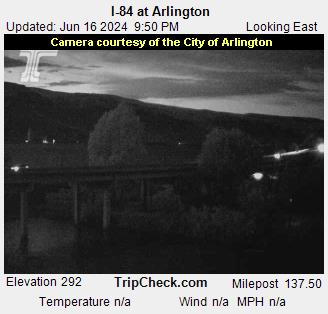 I-84 at Arlington
Updated: Jun 16 2024 9:50 PM Looking East
Camera courtesy of the City of Arlington
Elevation 292 TripCheck.com Milepost 137.50
Temperature n/a Wind n/a MPH n/a